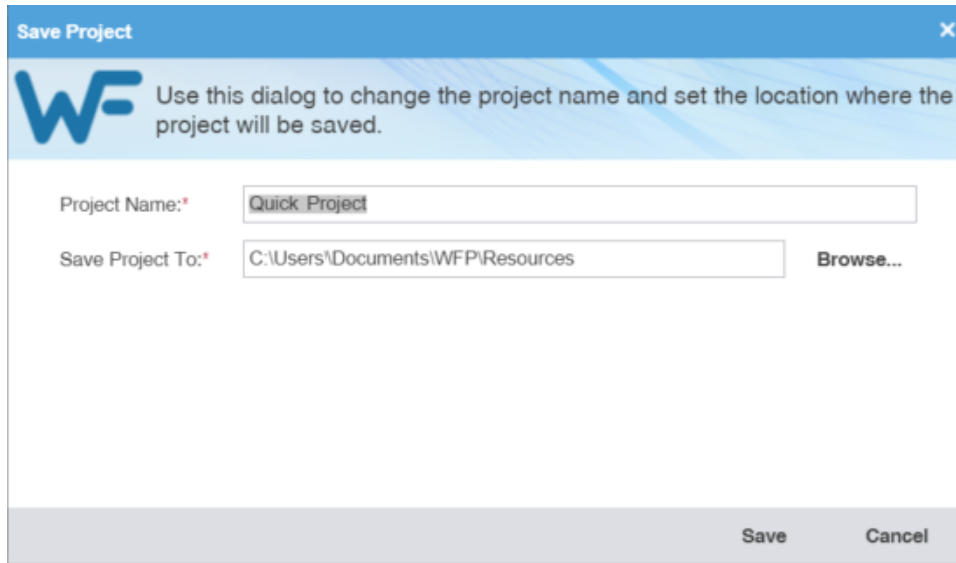 Save Project
WF Use this dialog to change the project name and set the location where the
project will be saved.
Project Name:* Quick Project
Save Project To:* C:\Users'\Documents\WFP\Resources Browse...
Save Cancel